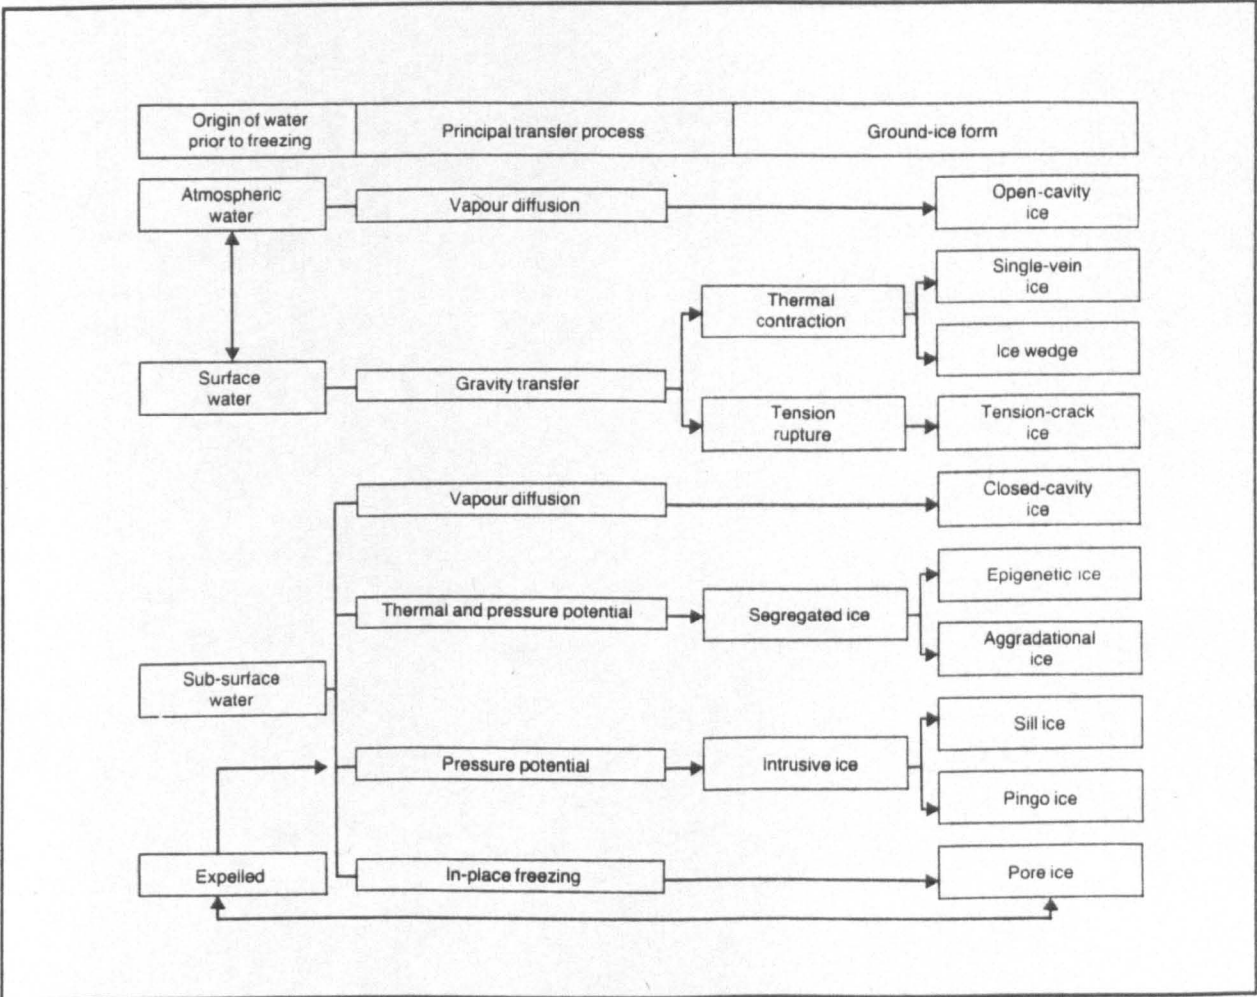 Origin of water
prior to freezing
Principal transfer process
Ground-ice form
Atmospheric
water
Vapour diffusion
Open-cavity
ice
Single-vein
ice
Thermal
contraction
Ice wedge
Surface
water
Gravity transfer
Tension
rupture
Tension-crack
ice
Vapour diffusion
Closed-cavity
ice
Thermal and pressure potential
Segregated ice
Epigenetic ice
Aggradational
ice
Sub-surface
water
Sill ice
Pressure potential
Intrusive ice
Pingo ice
Expelled
In-place freezing
Pore ice